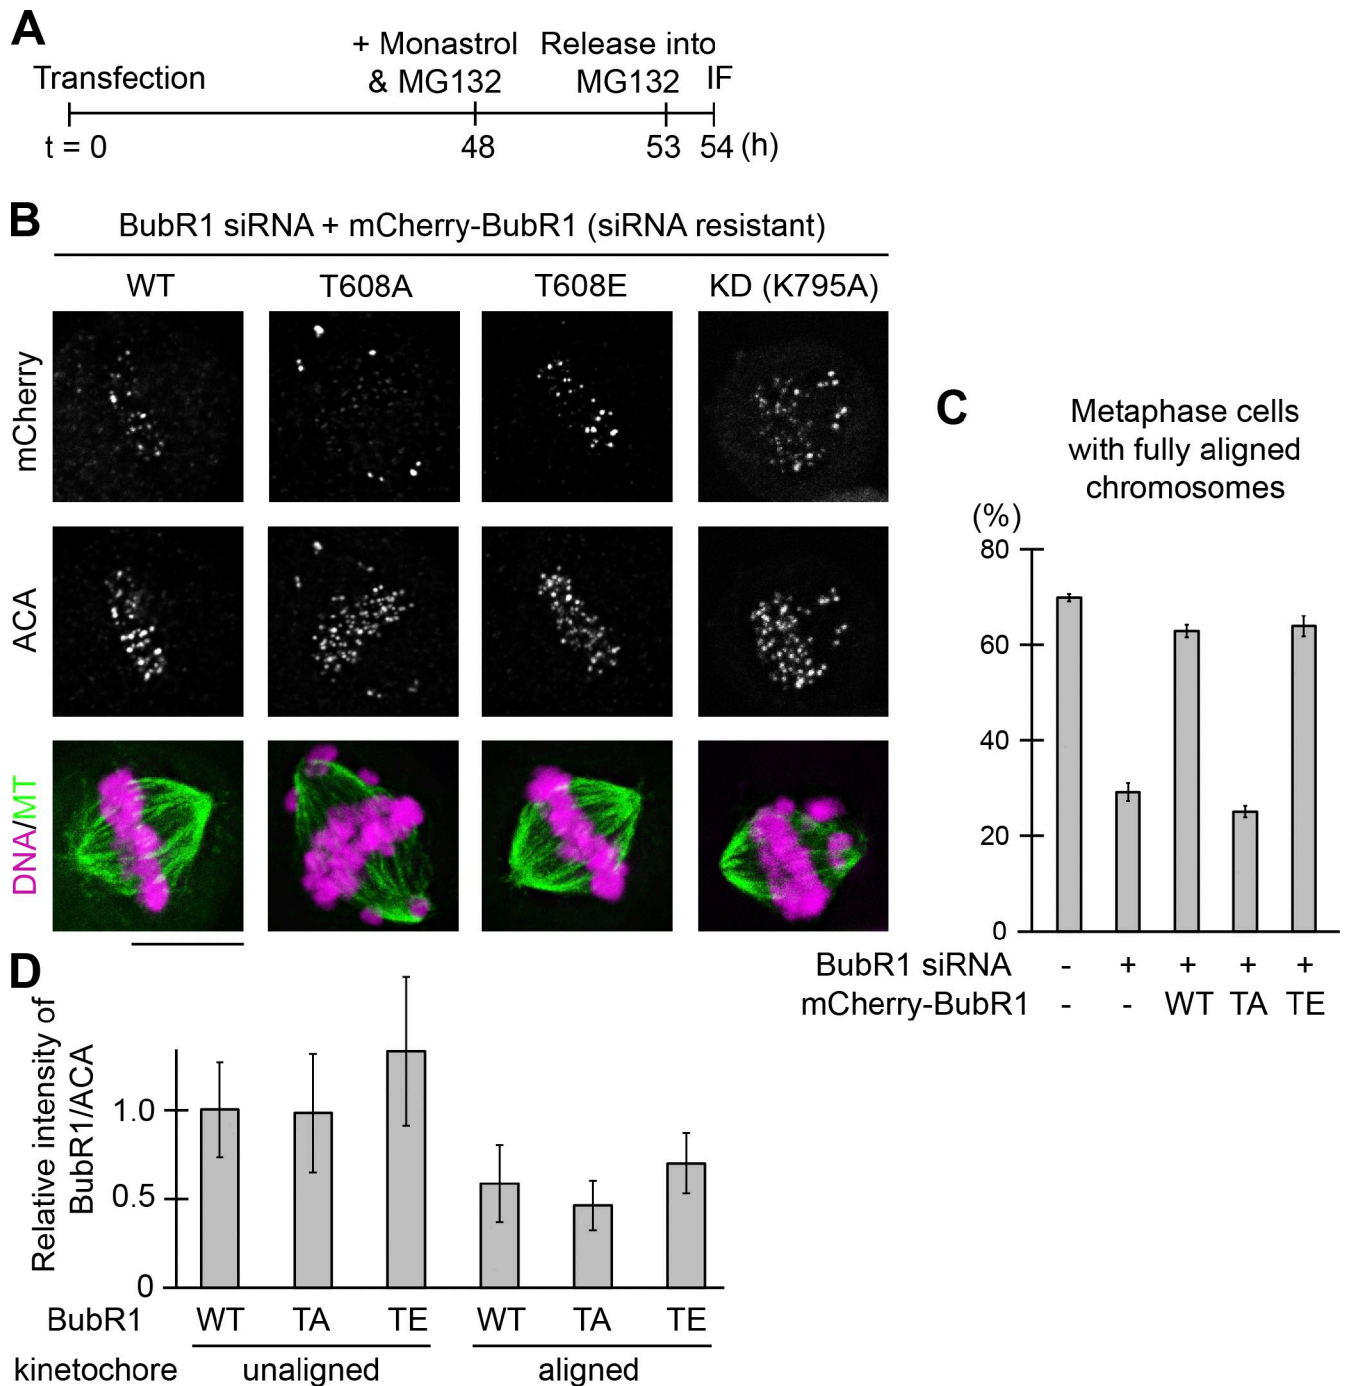 A
+ Monastrol
& MG132
Release into
MG132
Transfection
IF
t = 0
48
53
54 (h)
B
BubR1 siRNA + mCherry-BubR1 (siRNA resistant)
WT
T608A
T608E
KD (K795A)
mCherry
ACA
DNA/MT
C
Metaphase cells
with fully aligned
chromosomes
(%)
80
60
40
20
0
BubR1 siRNA - + + + +
mCherry-BubR1 - - WT TA TE
D
Relative intensity of
BubR1/ACA
1.0
0.5
0
BubR1 WT TA TE WT TA TE
kinetochore unaligned aligned